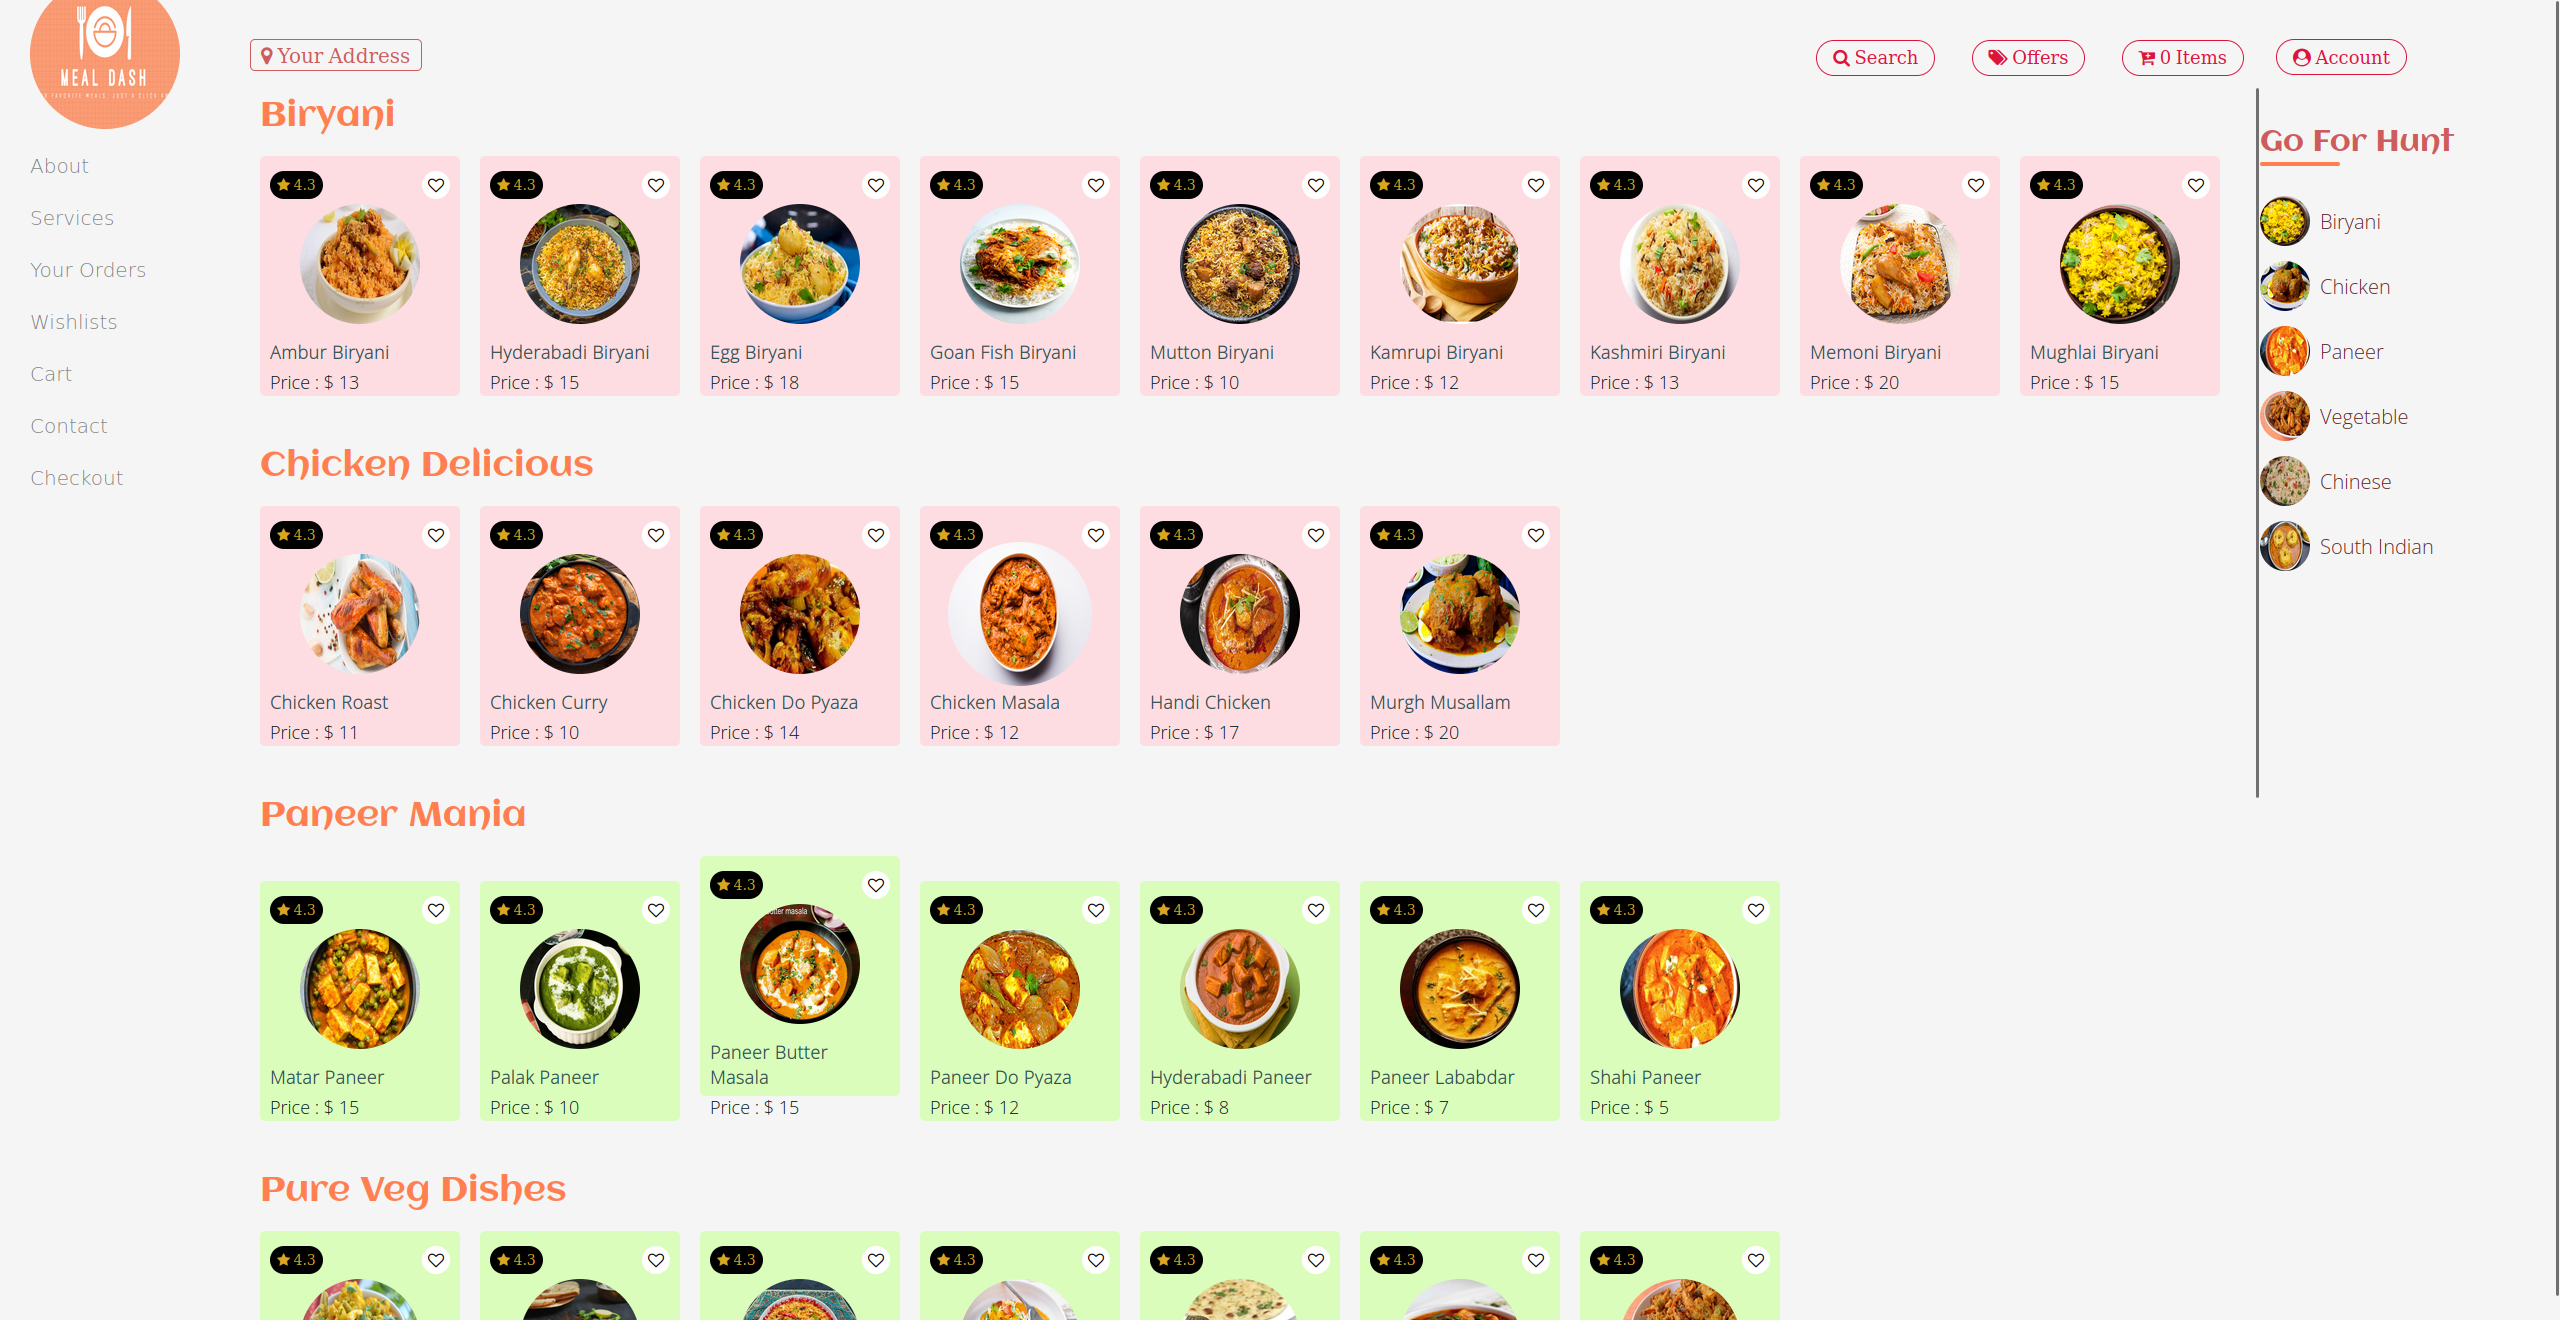 MEAL DASH
Your Address
Search
Offers
0 Items
Account
About
Services
Your Orders
Wishlists
Cart
Contact
Checkout
Biryani
4.3
4.3
4.3
4.3
4.3
4.3
4.3
4.3
4.3
Ambur Biryani
Price : $ 13
Hyderabadi Biryani
Price : $ 15
Egg Biryani
Price : $ 18
Goan Fish Biryani
Price : $ 15
Mutton Biryani
Price : $ 10
Kamrupi Biryani
Price : $ 12
Kashmiri Biryani
Price : $ 13
Memoni Biryani
Price : $ 20
Mughlai Biryani
Price : $ 15
Chicken Delicious
4.3
4.3
4.3
4.3
4.3
4.3
Chicken Roast
Price : $ 11
Chicken Curry
Price : $ 10
Chicken Do Pyaza
Price : $ 14
Chicken Masala
Price : $ 12
Handi Chicken
Price : $ 17
Murgh Musallam
Price : $ 20
Paneer Mania
4.3
4.3
4.3
4.3
4.3
4.3
4.3
masala
Matar Paneer
Price : $ 15
Palak Paneer
Price : $ 10
Paneer Butter
Masala
Price : $ 15
Paneer Do Pyaza
Price : $ 12
Hyderabadi Paneer
Price : $ 8
Paneer Lababdar
Price : $ 7
Shahi Paneer
Price : $ 5
Pure Veg Dishes
4.3
4.3
4.3
4.3
4.3
4.3
4.3
Go For Hunt
Biryani
Chicken
Paneer
Vegetable
Chinese
South Indian